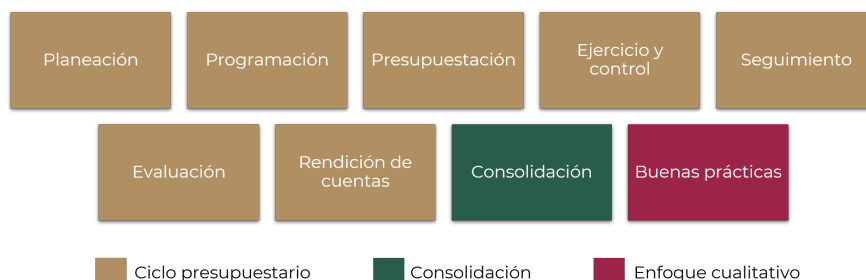 Planeación
Programación
Presupuestación
Ejercicio y
control
Seguimiento
Evaluación
Rendición de
cuentas
Consolidación
Buenas prácticas
Ciclo presupuestario
Consolidación
Enfoque cualitativo